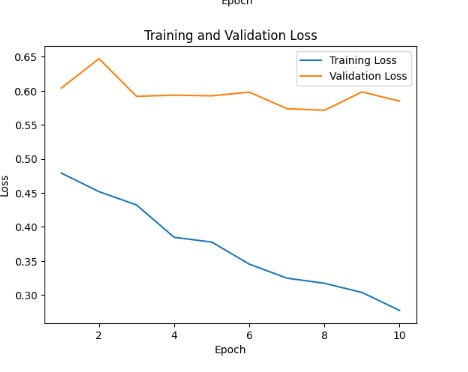 Epoch
Training and Validation Loss
Training Loss
Validation Loss
0.65
0.60
0.55
0.50
0.45
0.40
0.35
0.30
Loss
2
4
6
8
10
Epoch